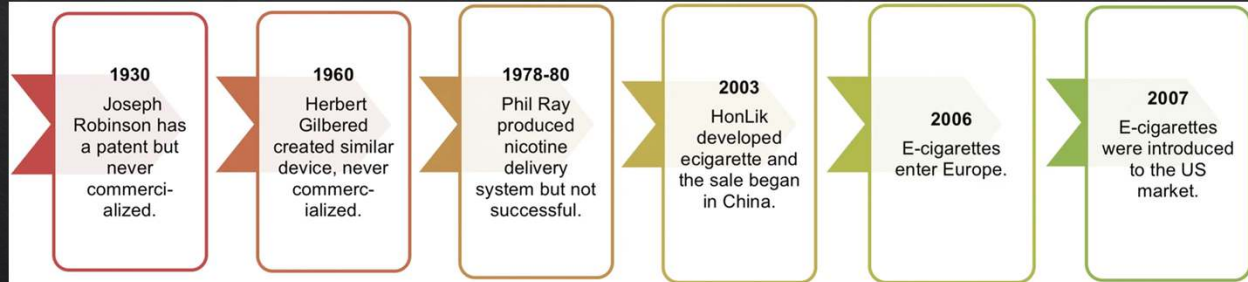 1930
Joseph
Robinson has
a patent but
never
commerci-
alized.
1960
Herbert
Gilbered
created similar
device, never
commerc-
ialized.
1978-80
Phil Ray
produced
nicotine
delivery
system but not
successful.
2003
HonLik
developed
ecigarette and
the sale began
in China.
2006
E-cigarettes
enter Europe.
2007
E-cigarettes
were introduced
to the US
market.